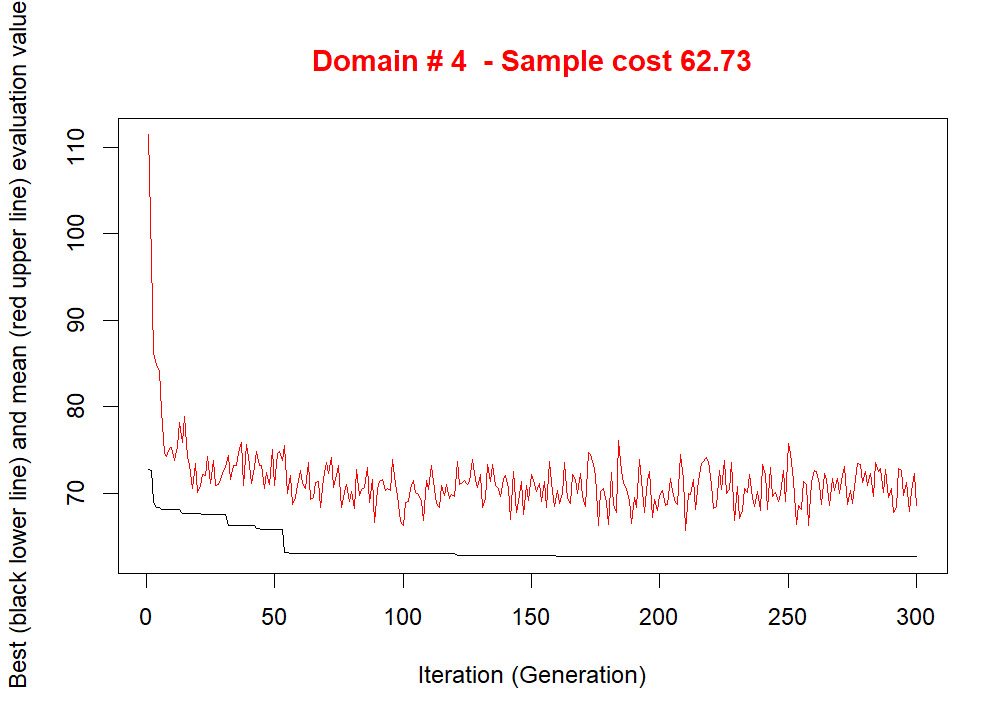 Domain # 4 - Sample cost 62.73
Best (black lower line) and mean (red upper line) evaluation value
110
100
90
80
70
0 50 100 150 200 250 300
Iteration (Generation)